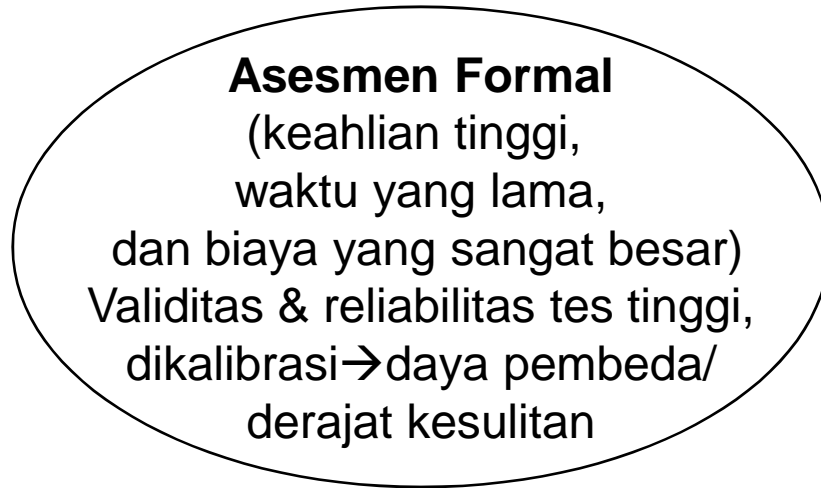 Asesmen Formal
(keahlian tinggi,
waktu yang lama,
dan biaya yang sangat besar)
Validitas & reliabilitas tes tinggi,
dikalibrasi→daya pembeda/
derajat kesulitan